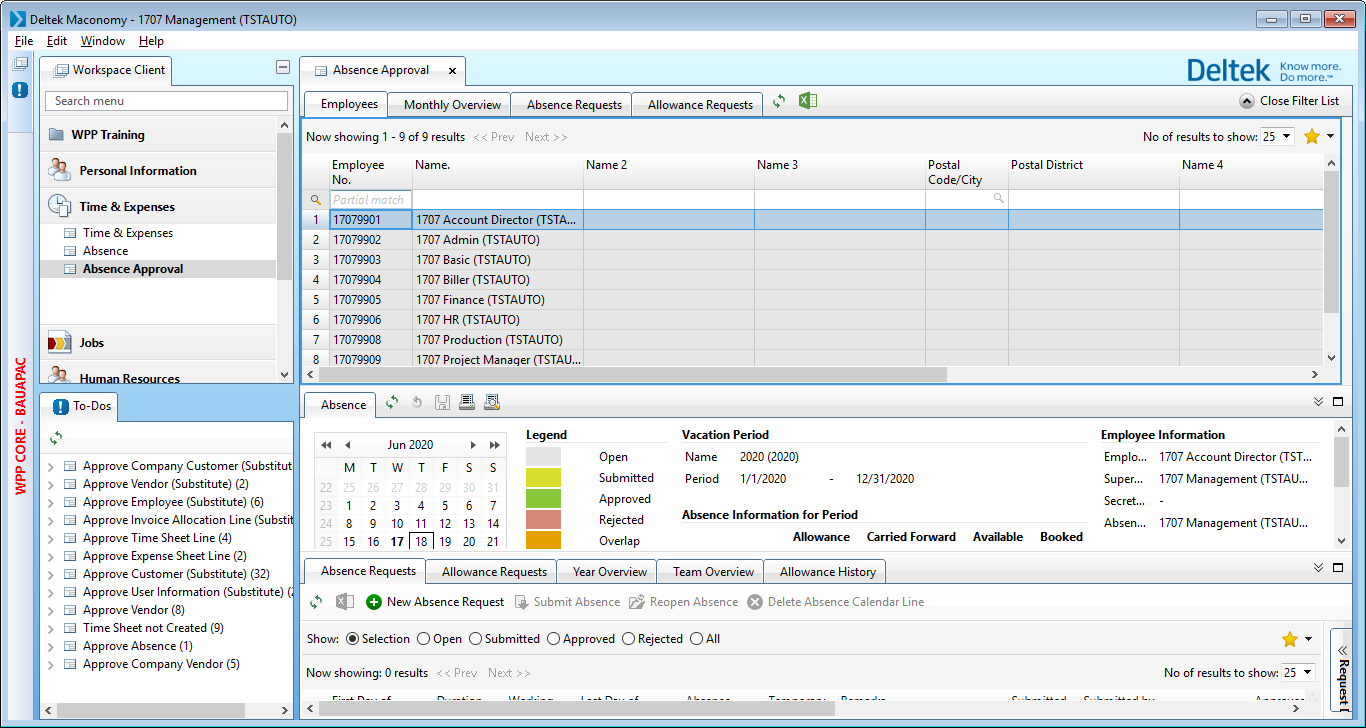 Deltek Maconomy - 1707 Management (TSTAUTO)
File Edit Window Help
WPP CORE - BAUAPAC
Workspace Client
Search menu
WPP Training
Personal Information
Time & Expenses
Time & Expenses
Absence
Absence Approval
Jobs
Human Resources
To-Dos
Approve Company Customer (Substitut
Approve Vendor (Substitute) (2)
Approve Employee (Substitute) (6)
Approve Invoice Allocation Line (Substit
Approve Time Sheet Line (4)
Approve Expense Sheet Line (2)
Approve Customer (Substitute) (32)
Approve User Information (Substitute) (2
Approve Vendor (8)
Time Sheet not Created (9)
Approve Absence (1)
Approve Company Vendor (5)
Absence Approval
Deltek Know more. Do more.™
Employees Monthly Overview Absence Requests Allowance Requests
Close Filter List
Now showing 1 - 9 of 9 results << Prev Next >>
No of results to show: 25
Employee No. Name. Name 2 Name 3 Postal Code/City Postal District Name 4
Partial match
1 17079901 1707 Account Director (TSTA...
2 17079902 1707 Admin (TSTAUTO)
3 17079903 1707 Basic (TSTAUTO)
4 17079904 1707 Biller (TSTAUTO)
5 17079905 1707 Finance (TSTAUTO)
6 17079906 1707 HR (TSTAUTO)
7 17079908 1707 Production (TSTAUTO)
8 17079909 1707 Project Manager (TSTAU...
Absence
Jun 2020
M T W T F S S
22 25 26 27 28 29 30 31
23 1 2 3 4 5 6 7
24 8 9 10 11 12 13 14
25 15 16 17 18 19 20 21
Legend
Open
Submitted
Approved
Rejected
Overlap
Vacation Period
Name 2020 (2020)
Period 1/1/2020 - 12/31/2020
Absence Information for Period
Allowance Carried Forward Available Booked
Employee Information
Emplo... 1707 Account Director (TST...
Super... 1707 Management (TSTAU...
Secret... -
Absen... 1707 Management (TSTAU...
Absence Requests Allowance Requests Year Overview Team Overview Allowance History
New Absence Request Submit Absence Reopen Absence Delete Absence Calendar Line
Show: Selection Open Submitted Approved Rejected All
Now showing: 0 results << Prev Next >>
No of results to show: 25
First Day of Duration Working Last Day of Absence Temporary Remarks Submitted Submitted by
Request